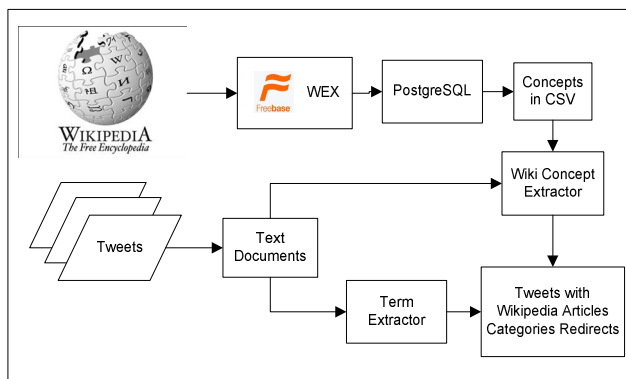 WIKIPEDIA
The Free Encyclopedia
Freebase
WEX
PostgreSQL
Concepts
in CSV
Wiki Concept
Extractor
Tweets
Text
Documents
Term
Extractor
Tweets with
Wikipedia Articles
Categories Redirects